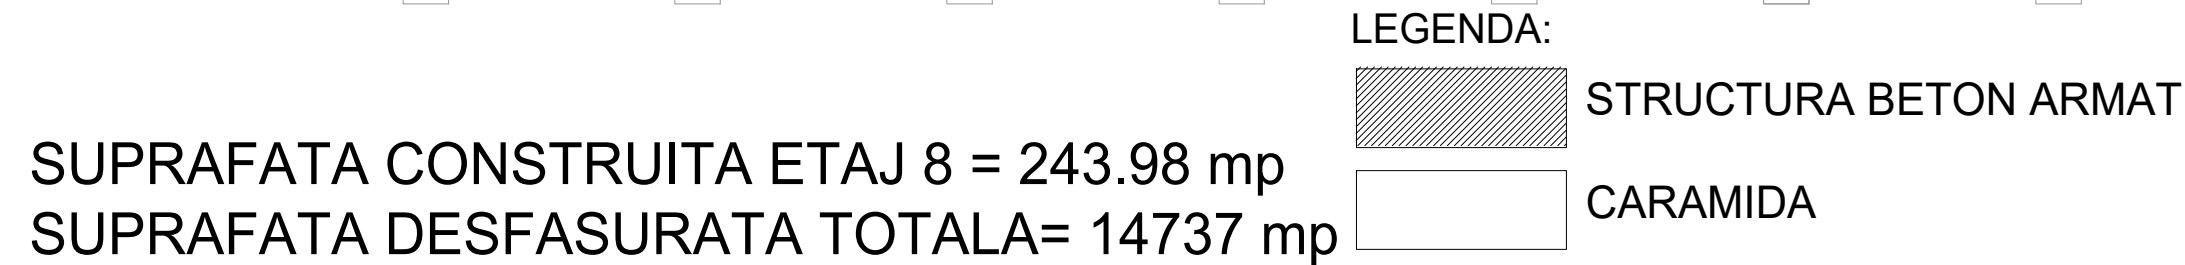 LEGENDA:
STRUCTURA BETON ARMAT
CARAMIDA
SUPRAFATA CONSTRUITA ETAJ 8 = 243.98 mp
SUPRAFATA DESFASURATA TOTALA= 14737 mp